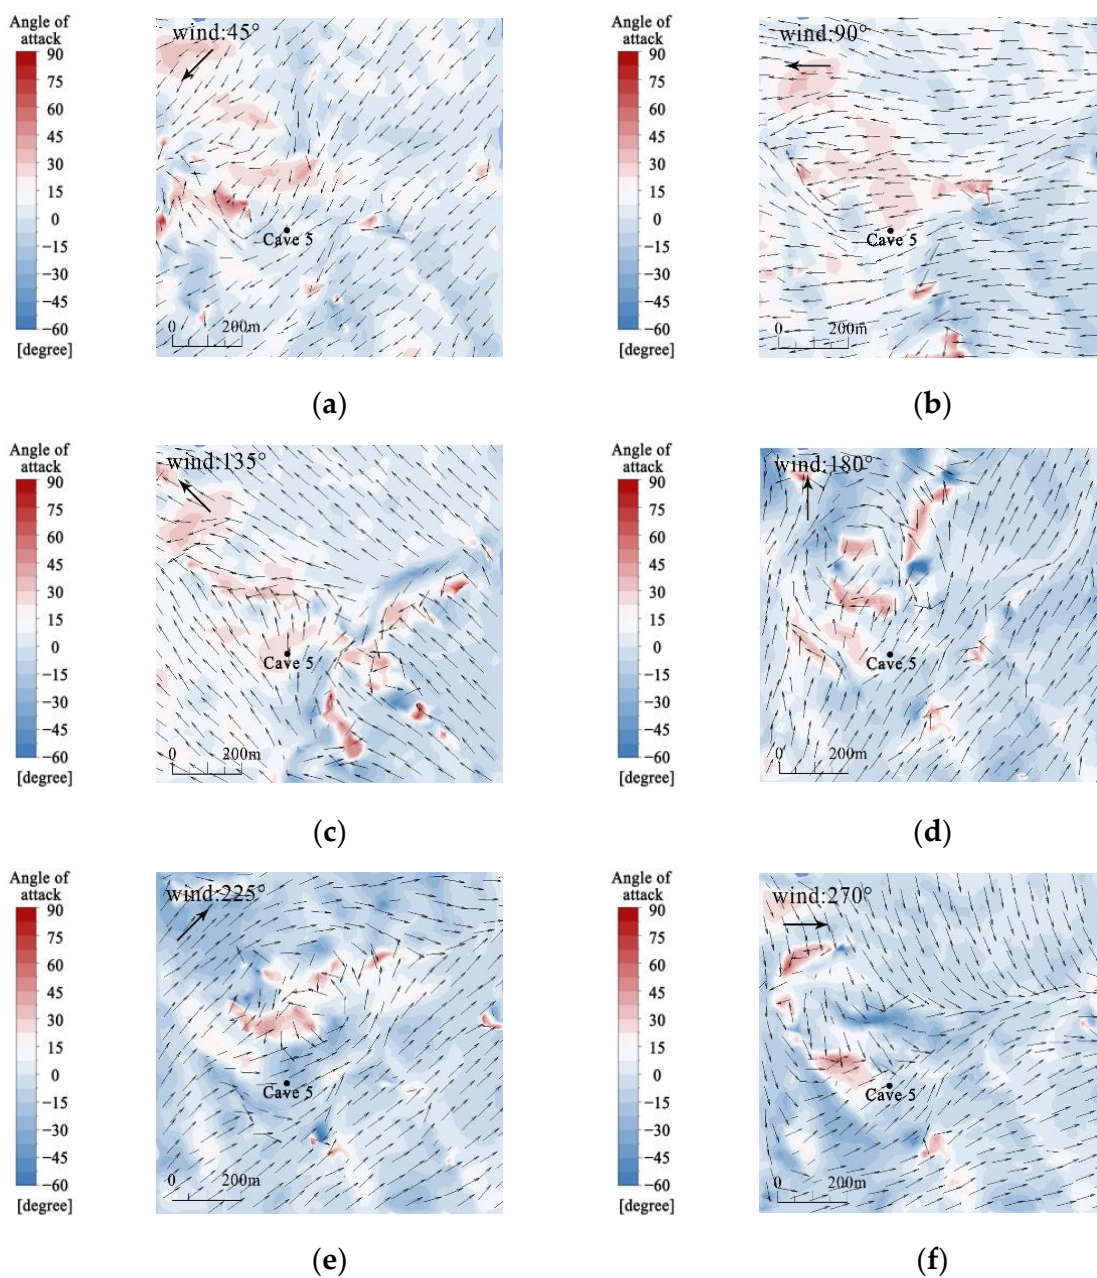 Angle of
attack
90
75
60
45
30
15
0
−15
−30
−45
−60
[degree]
wind:45°
Cave 5
0 200m
(a)
Angle of
attack
90
75
60
45
30
15
0
−15
−30
−45
−60
[degree]
wind:90°
Cave 5
0 200m
(b)
Angle of
attack
90
75
60
45
30
15
0
−15
−30
−45
−60
[degree]
wind:135°
Cave 5
0 200m
(c)
Angle of
attack
90
75
60
45
30
15
0
−15
−30
−45
−60
[degree]
wind:180°
Cave 5
0 200m
(d)
Angle of
attack
90
75
60
45
30
15
0
−15
−30
−45
−60
[degree]
wind:225°
Cave 5
0 200m
(e)
Angle of
attack
90
75
60
45
30
15
0
−15
−30
−45
−60
[degree]
wind:270°
Cave 5
0 200m
(f)